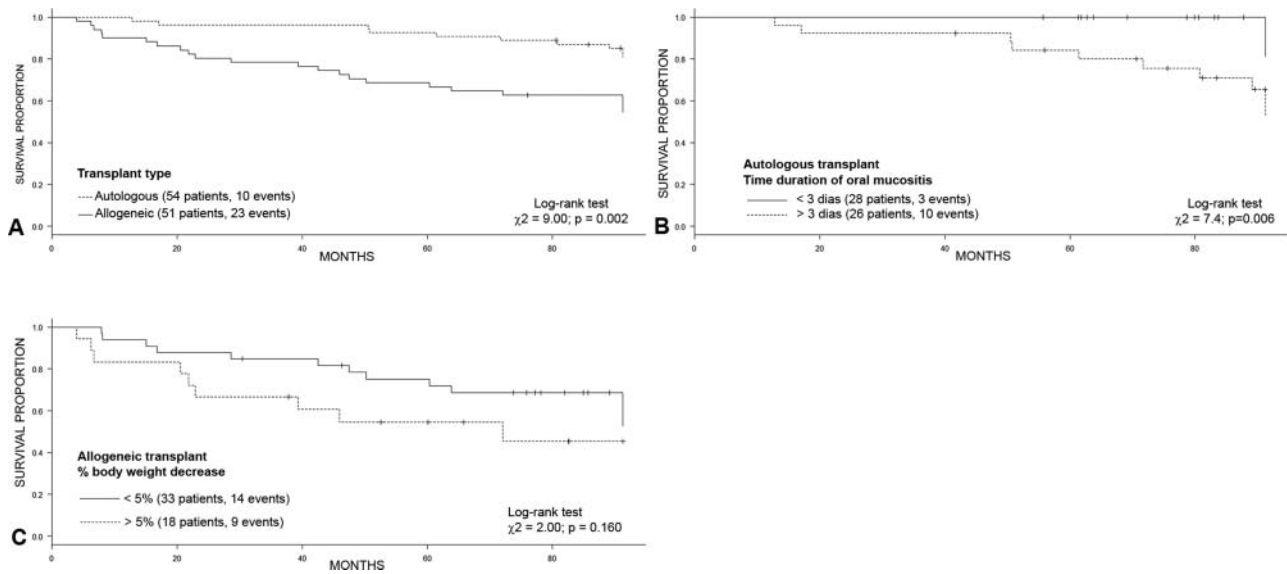 SURVIVAL PROPORTION
1.0
0.8
0.6
0.4
0.2
0.0
Transplant type
Autologous (54 patients, 10 events)
Allogeneic (51 patients, 23 events)
Log-rank test
χ2 = 9.00; p = 0.002
A
0 20 40 60 80
MONTHS
SURVIVAL PROPORTION
1.0
0.8
0.6
0.4
0.2
0.0
Autologous transplant
Time duration of oral mucositis
< 3 dias (28 patients, 3 events)
> 3 dias (26 patients, 10 events)
Log-rank test
χ2 = 7.4; p=0.006
B
0 20 40 60 80
MONTHS
SURVIVAL PROPORTION
1.0
0.8
0.6
0.4
0.2
0.0
Allogeneic transplant
% body weight decrease
< 5% (33 patients, 14 events)
> 5% (18 patients, 9 events)
Log-rank test
χ2 = 2.00; p = 0.160
C
0 20 40 60 80
MONTHS